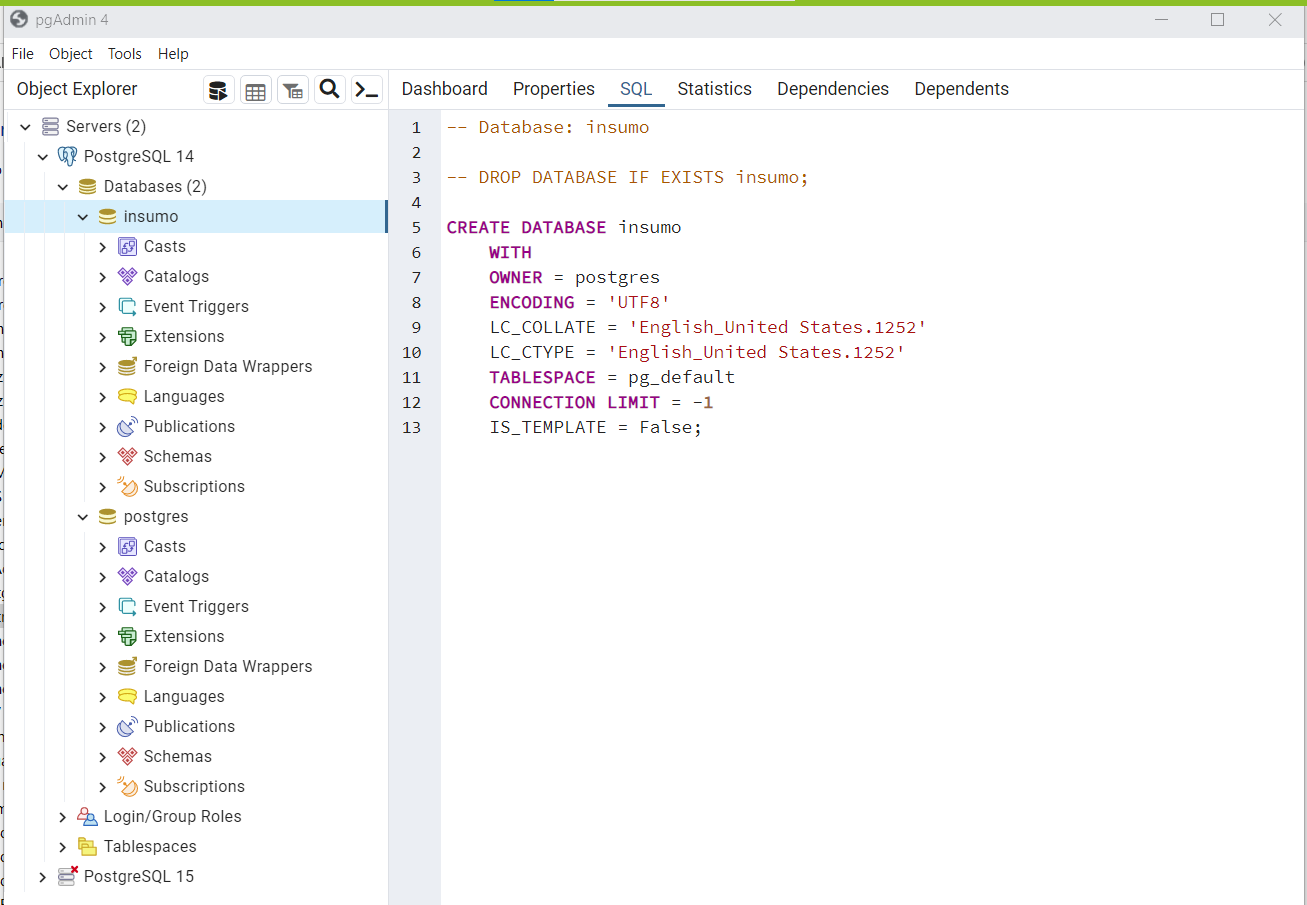 pgAdmin 4
File Object Tools Help
Object Explorer
Dashboard Properties SQL Statistics Dependencies Dependents
Servers (2)
PostgreSQL 14
Databases (2)
insumo
Casts
Catalogs
Event Triggers
Extensions
Foreign Data Wrappers
Languages
Publications
Schemas
Subscriptions
postgres
Casts
Catalogs
Event Triggers
Extensions
Foreign Data Wrappers
Languages
Publications
Schemas
Subscriptions
Login/Group Roles
Tablespaces
PostgreSQL 15
1 -- Database: insumo
2
3 -- DROP DATABASE IF EXISTS insumo;
4
5 CREATE DATABASE insumo
6 WITH
7 OWNER = postgres
8 ENCODING = 'UTF8'
9 LC_COLLATE = 'English_United States.1252'
10 LC_CTYPE = 'English_United States.1252'
11 TABLESPACE = pg_default
12 CONNECTION LIMIT = -1
13 IS_TEMPLATE = False;